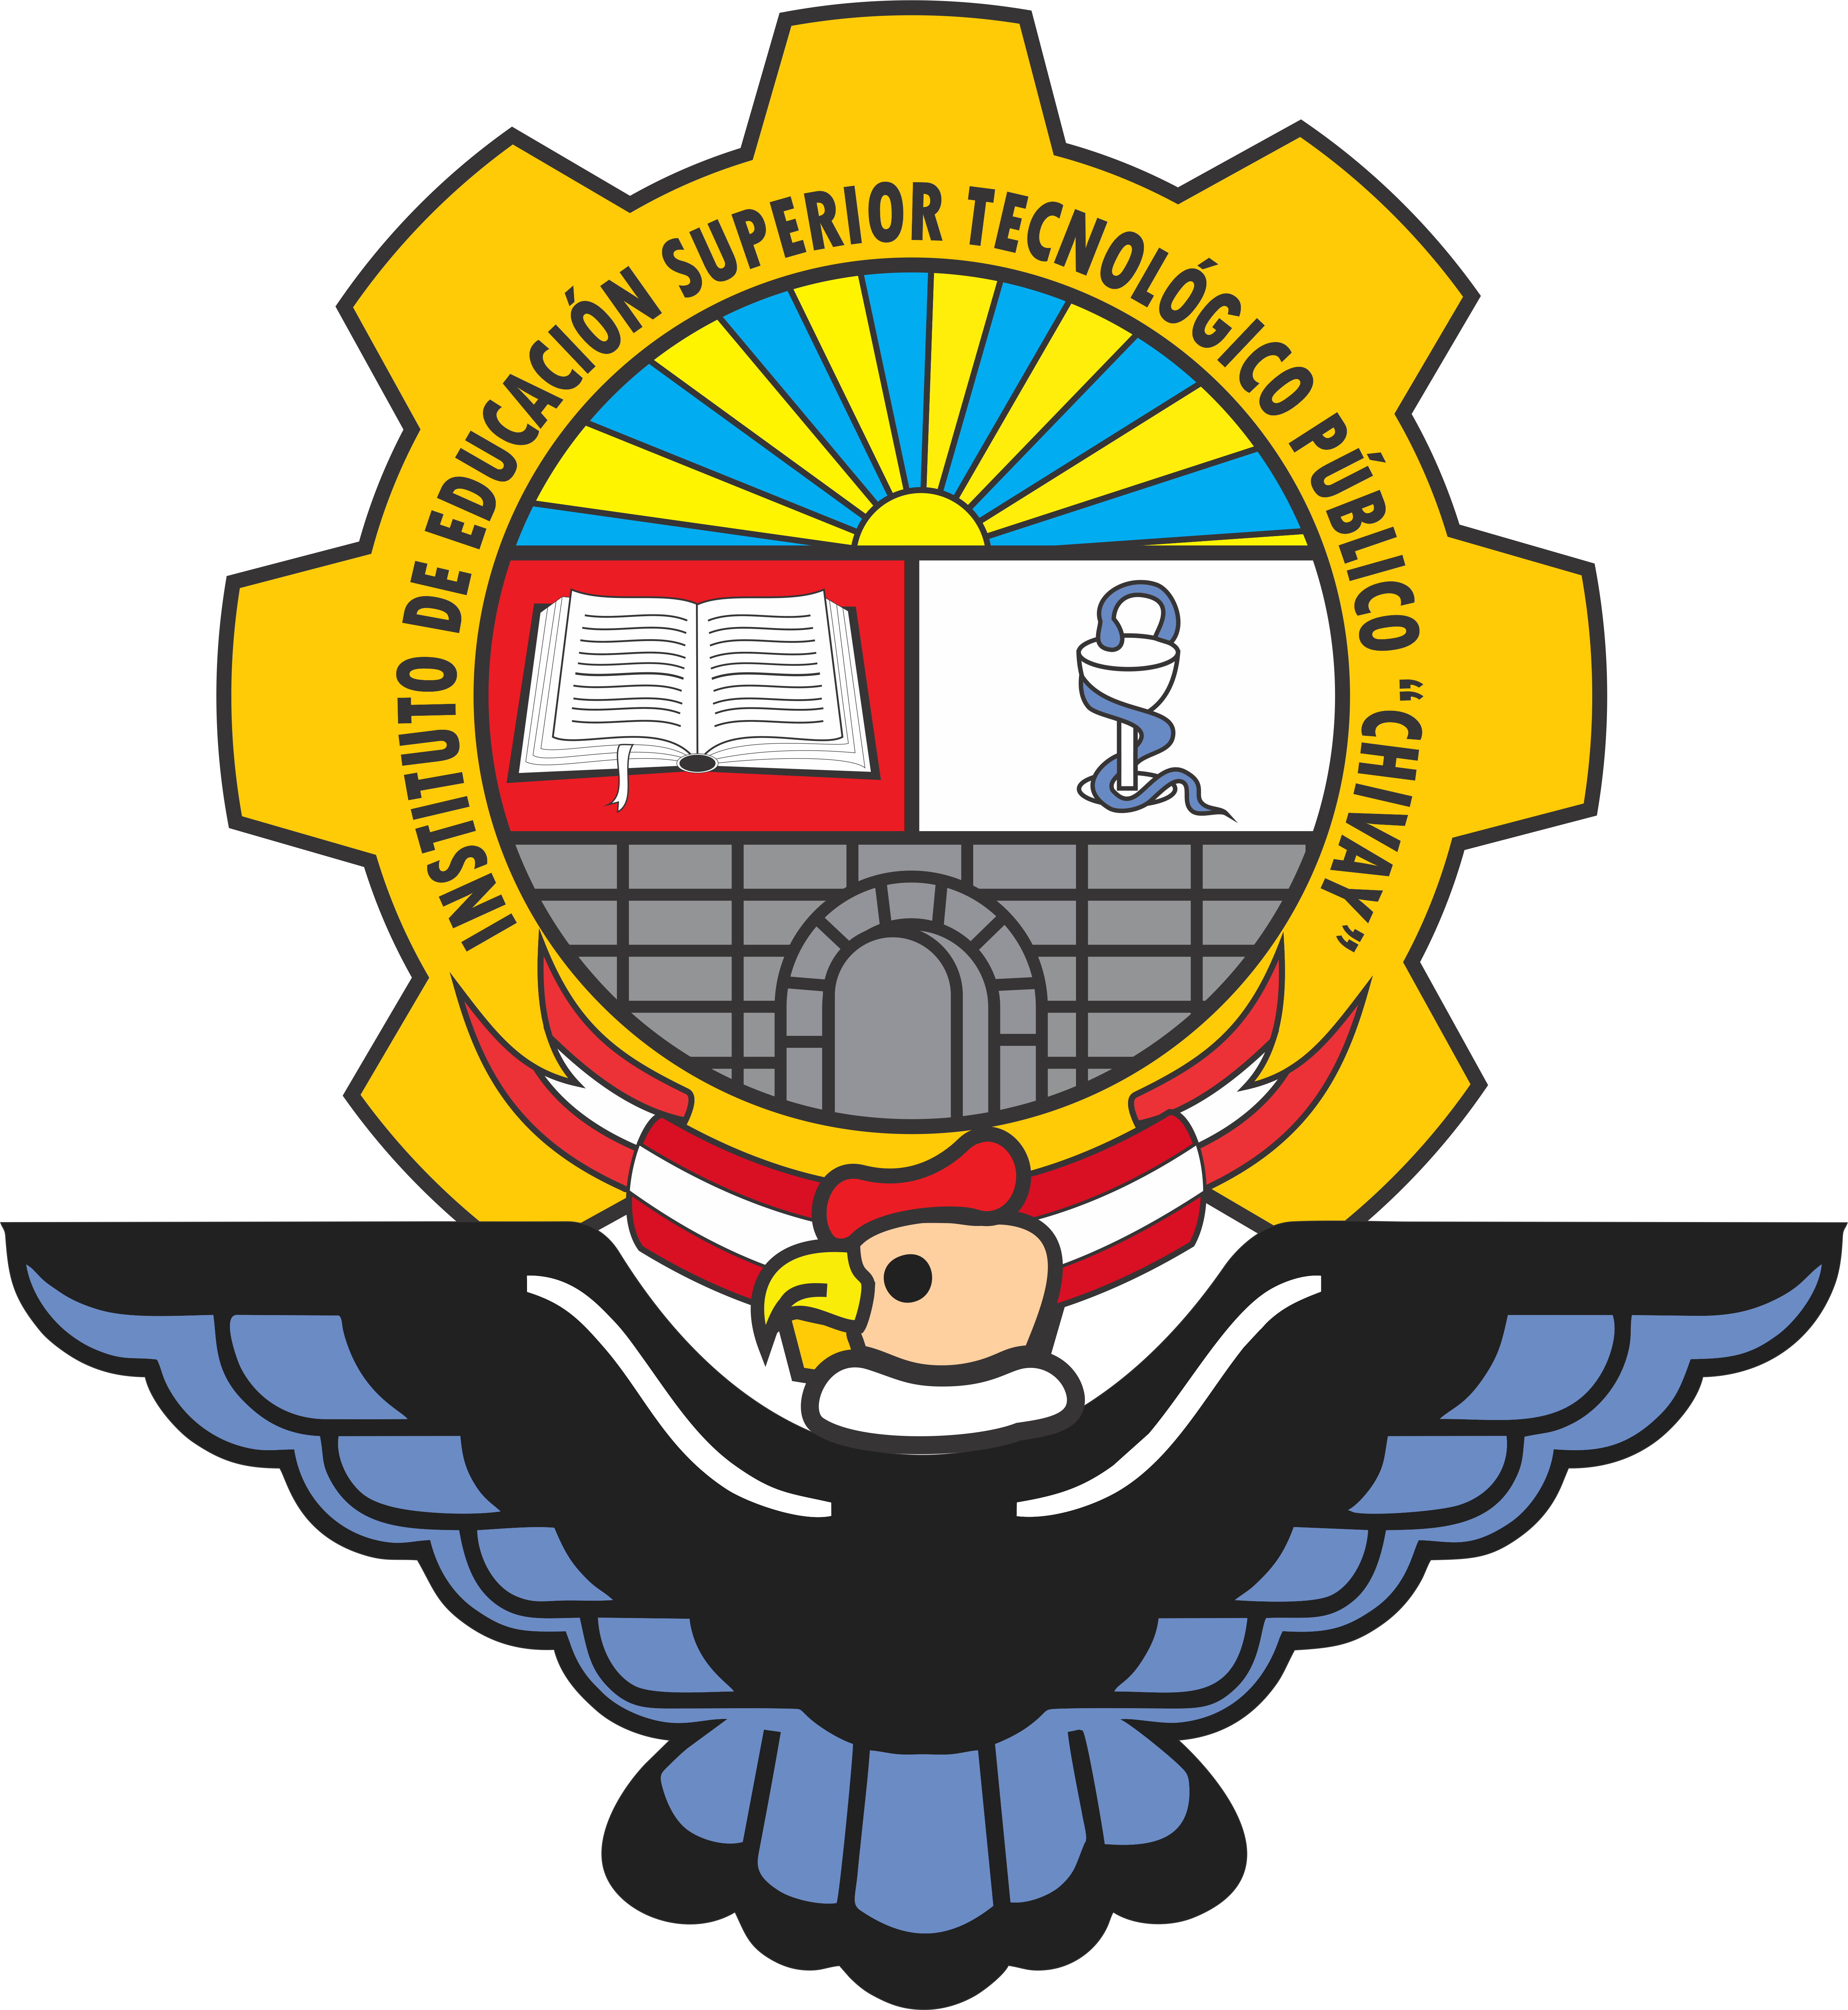 INSTITUTO DE EDUCACIÓN SUPERIOR TECNOLÓGICO PÚBLICO "CHIVAY"